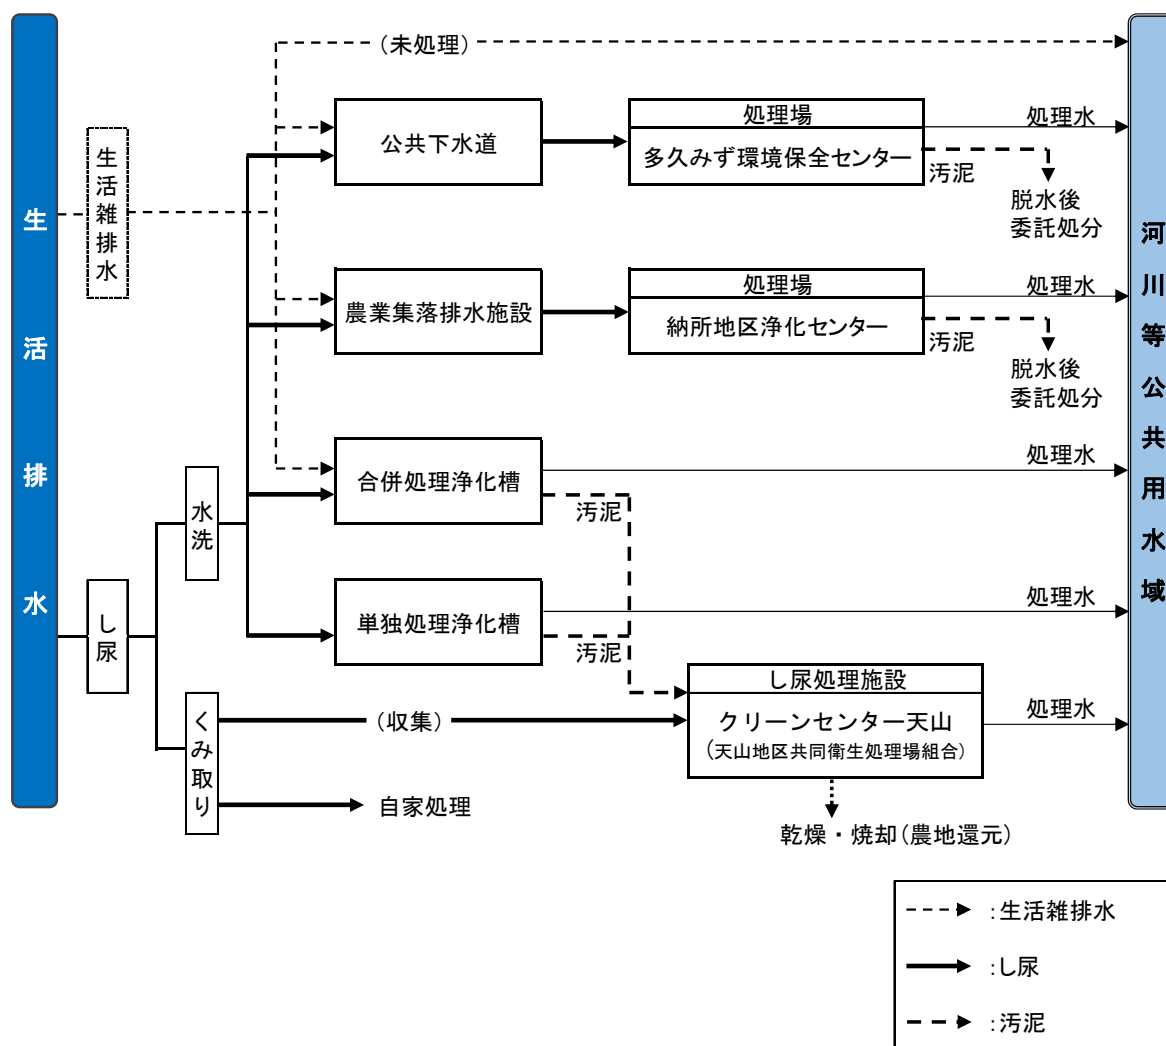 生活排水
生活雑排水
し尿
水洗
くみ取り
(未処理)
公共下水道
処理場
多久みず環境保全センター
処理水
汚泥
脱水後
委託処分
農業集落排水施設
処理場
納所地区浄化センター
処理水
汚泥
脱水後
委託処分
合併処理浄化槽
処理水
汚泥
単独処理浄化槽
処理水
汚泥
(収集)
し尿処理施設
クリーンセンター天山
(天山地区共同衛生処理場組合)
処理水
自家処理
乾燥・焼却(農地還元)
河川等公共用水域
:生活雑排水
:し尿
:汚泥